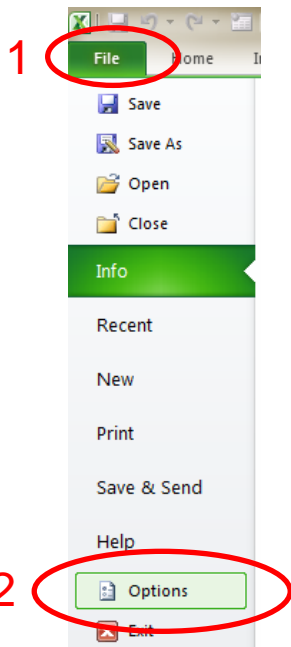 1
File Home
Save
Save As
Open
Close
Info
Recent
New
Print
Save & Send
Help
2
Options
Exit